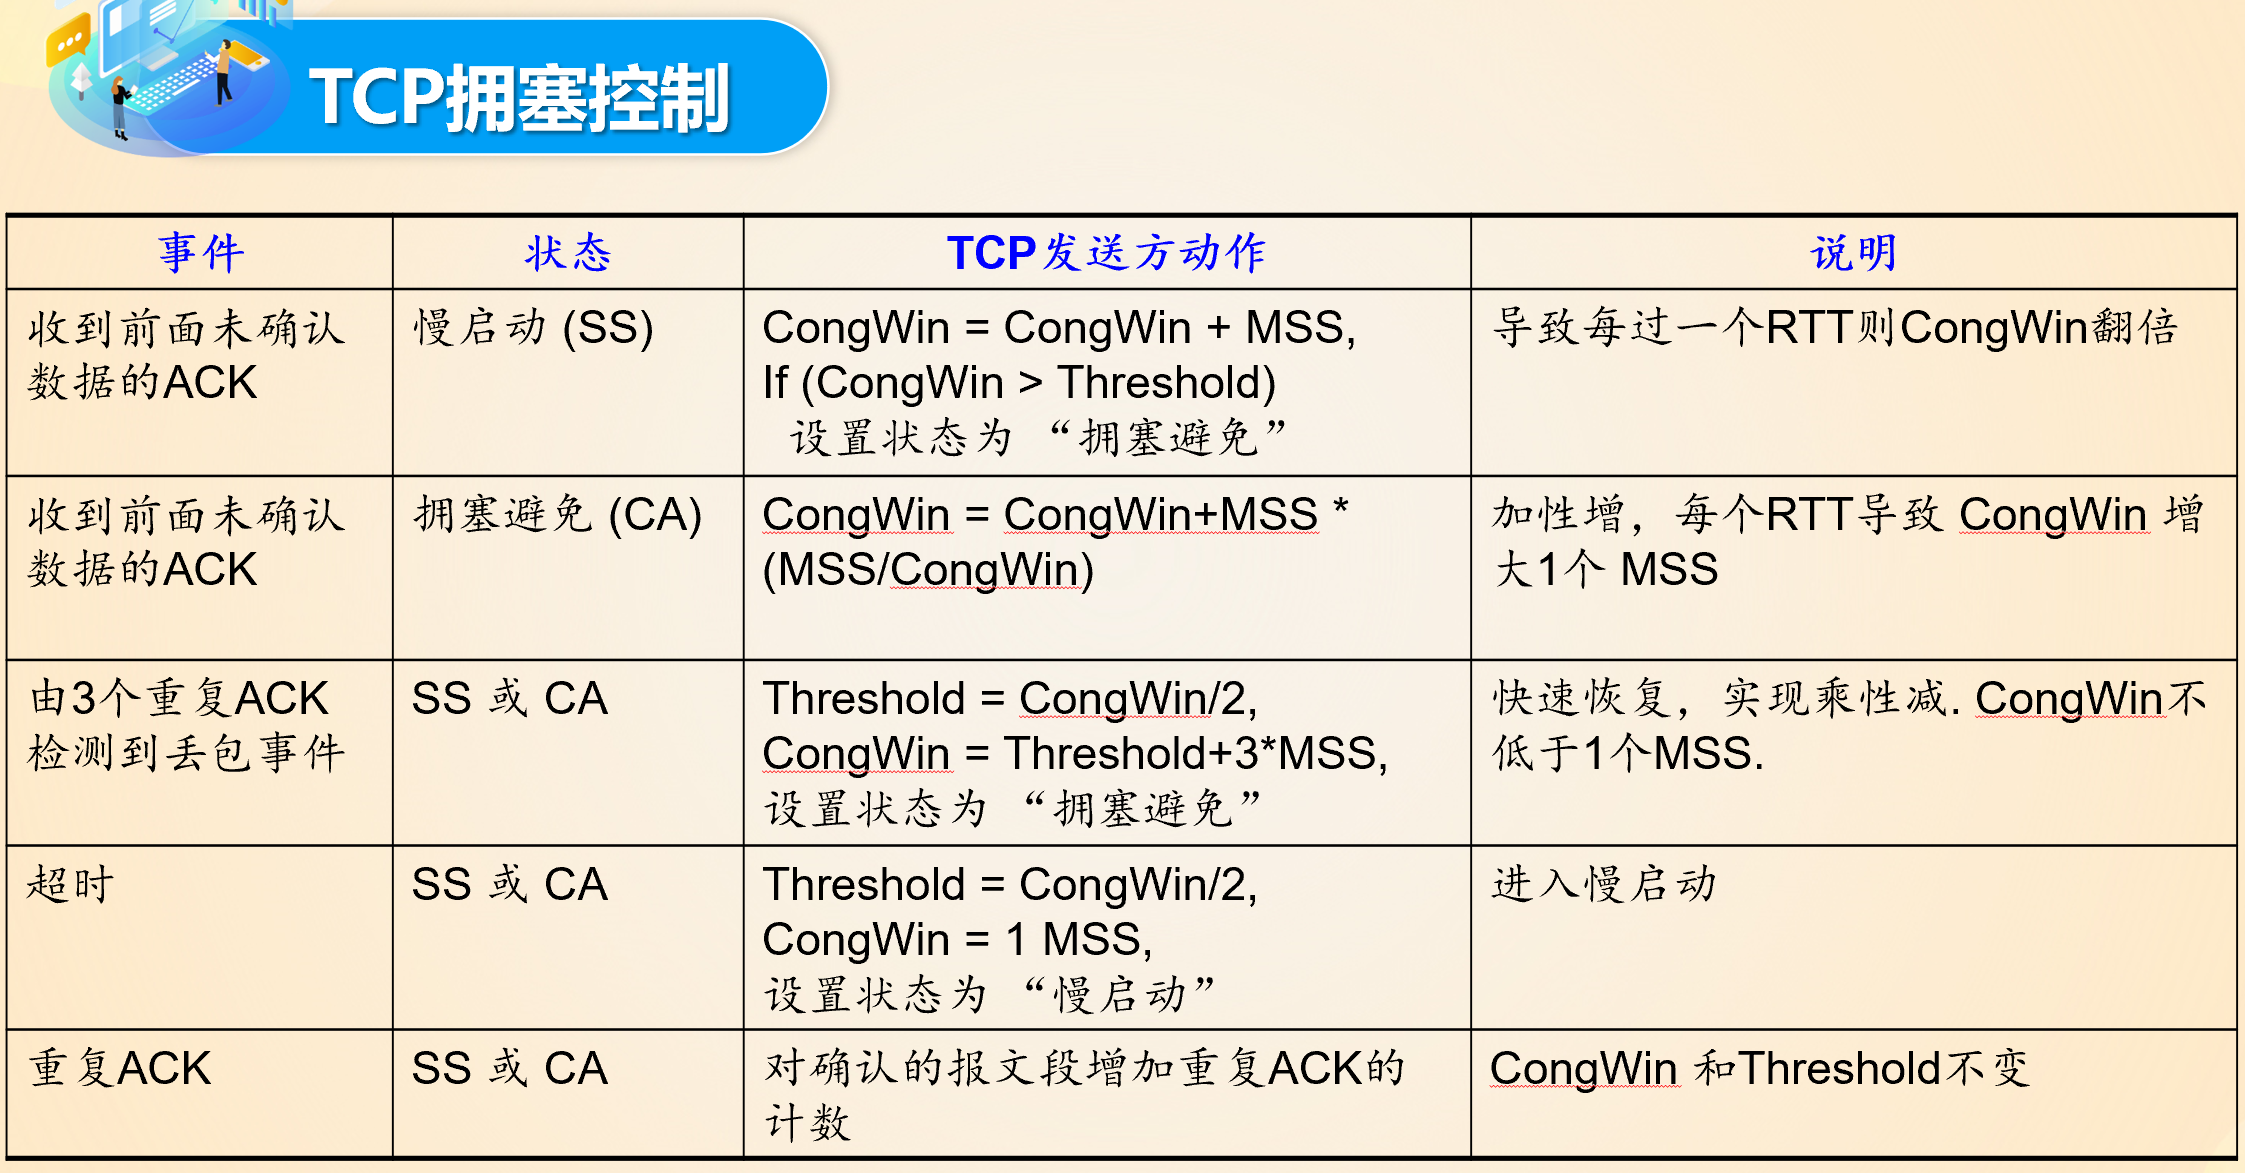 TCP拥塞控制
事件
状态
TCP发送方动作
说明
收到前面未确认
数据的ACK
慢启动 (SS)
CongWin = CongWin + MSS,
If (CongWin > Threshold)
设置状态为 “拥塞避免”
导致每过一个RTT则CongWin翻倍
收到前面未确认
数据的ACK
拥塞避免 (CA)
CongWin = CongWin+MSS *
(MSS/CongWin)
加性增，每个RTT导致 CongWin 增
大1个 MSS
由3个重复ACK
检测到丢包事件
SS 或 CA
Threshold = CongWin/2,
CongWin = Threshold+3*MSS,
设置状态为 “拥塞避免”
快速恢复，实现乘性减. CongWin不
低于1个MSS.
超时
SS 或 CA
Threshold = CongWin/2,
CongWin = 1 MSS,
设置状态为 “慢启动”
进入慢启动
重复ACK
SS 或 CA
对确认的报文段增加重复ACK的
计数
CongWin 和Threshold不变